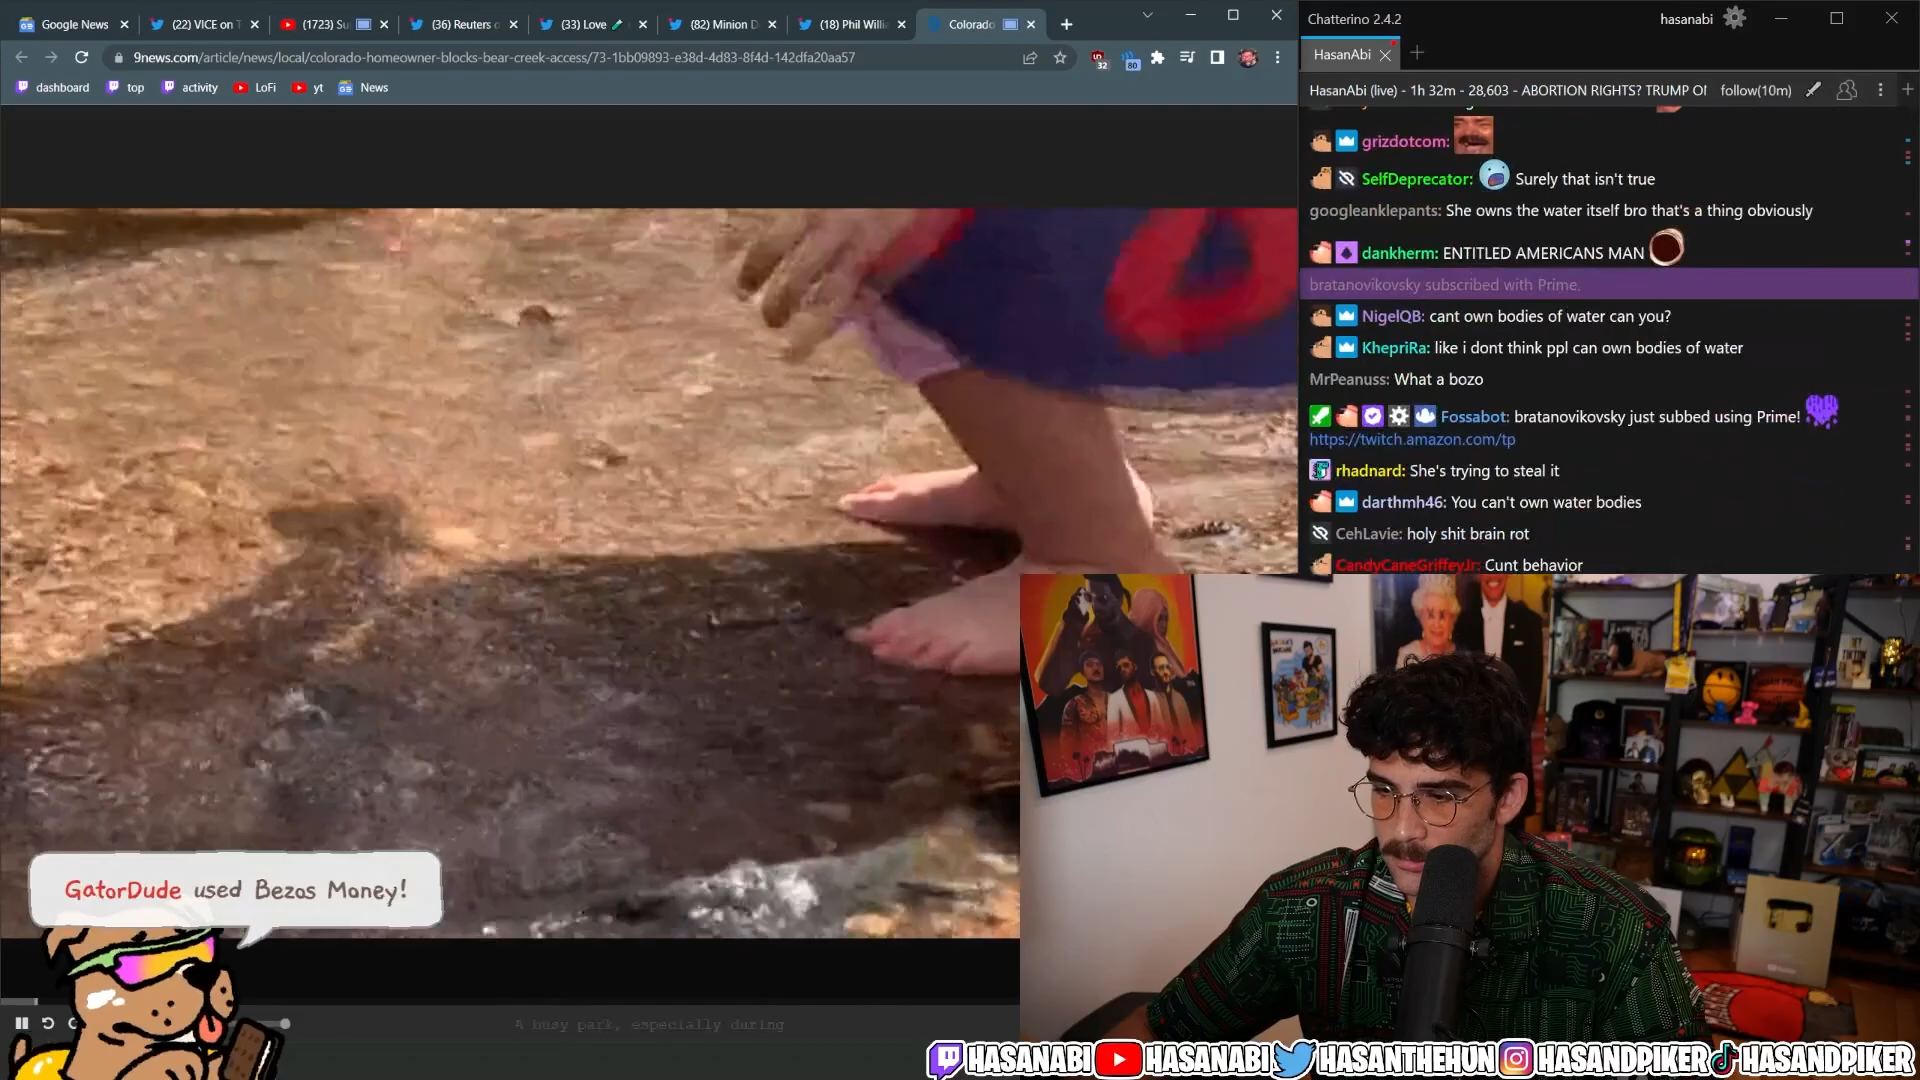 Google News
(22) VICE on T
(1723) Su
(36) Reuters o
(33) Love
(82) Minion D
(18) Phil Willi
Colorado
9news.com/article/news/local/colorado-homeowner-blocks-bear-creek-access/73-1bb09893-e38d-4d83-8f4d-142dfa20aa57
32
80
dashboard
top
activity
LoFi
yt
News
Chatterino 2.4.2
hasanabi
HasanAbi
HasanAbi (live) - 1h 32m - 28,603 - ABORTION RIGHTS? TRUMP OI
follow(10m)
grizdotcom:
SelfDeprecator: Surely that isn't true
googleanklepants: She owns the water itself bro that's a thing obviously
dankherm: ENTITLED AMERICANS MAN
bratanovikovsky subscribed with Prime.
NigelQB: cant own bodies of water can you?
KhepriRa: like i dont think ppl can own bodies of water
MrPeanuss: What a bozo
Fossabot: bratanovikovsky just subbed using Prime!
https://twitch.amazon.com/tp
rhadnard: She's trying to steal it
darthmh46: You can't own water bodies
CehLavie: holy shit brain rot
CandyCaneGriffeyJr: Cunt behavior
GatorDude used Bezos Money!
A busy park, especially during
HASANABI
HASANABI
HASANTHEHUN
HASANDPIKER
HASANDPIKER